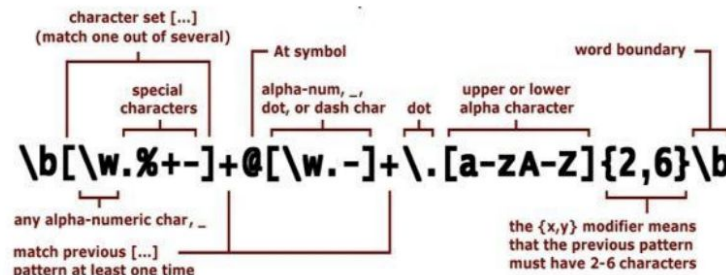 character set [...]
(match one out of several)
At symbol
word boundary
special
characters
alpha-num, _,
dot, or dash char
dot
upper or lower
alpha character
\b[\w.%+-]+@[\w.-]+\.[a-zA-Z]{2,6}\b
any alpha-numeric char, _
match previous [...]
pattern at least one time
the {x,y} modifier means
that the previous pattern
must have 2-6 characters